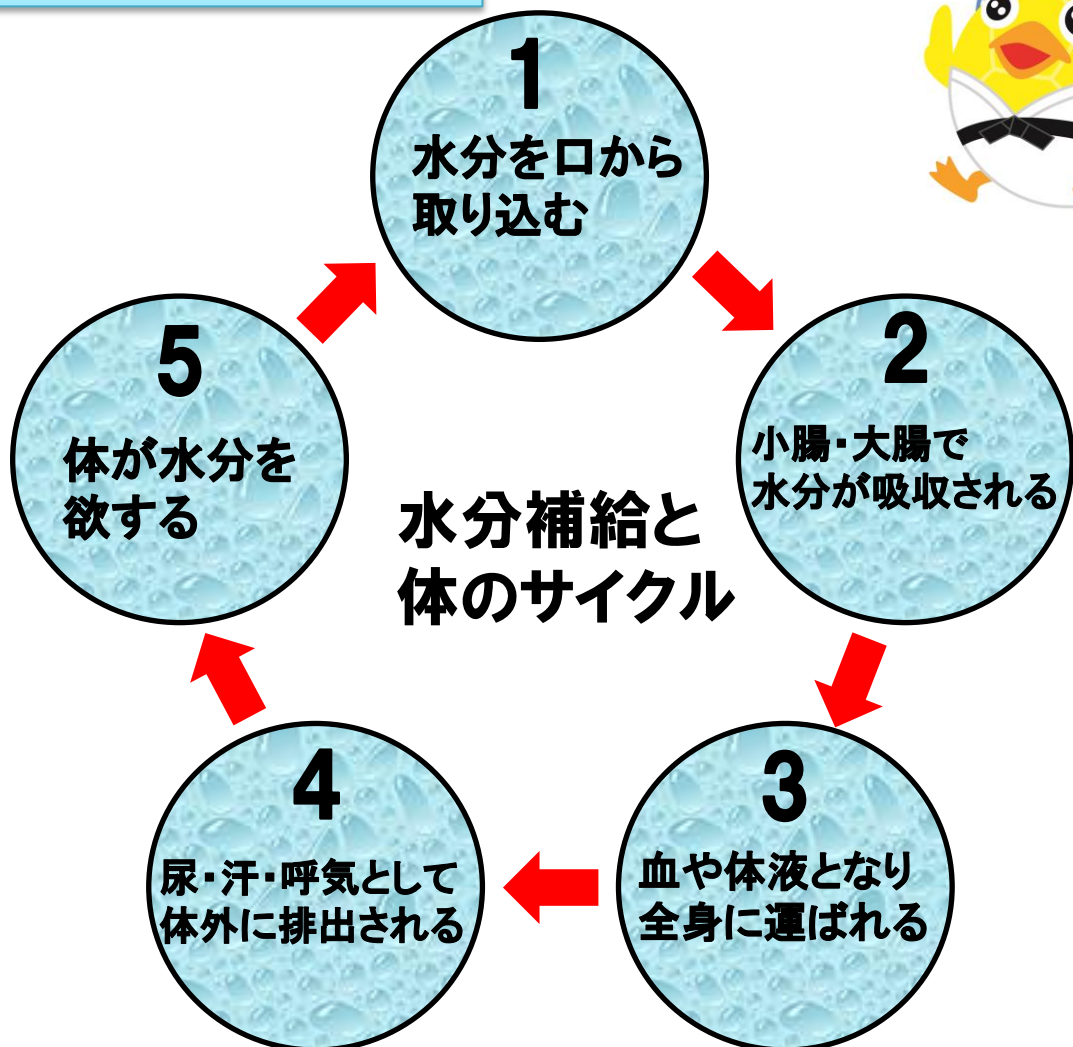 1
水分を口から
取り込む
2
小腸・大腸で
水分が吸収される
3
血や体液となり
全身に運ばれる
4
尿・汗・呼気として
体外に排出される
5
体が水分を
欲する
水分補給と
体のサイクル